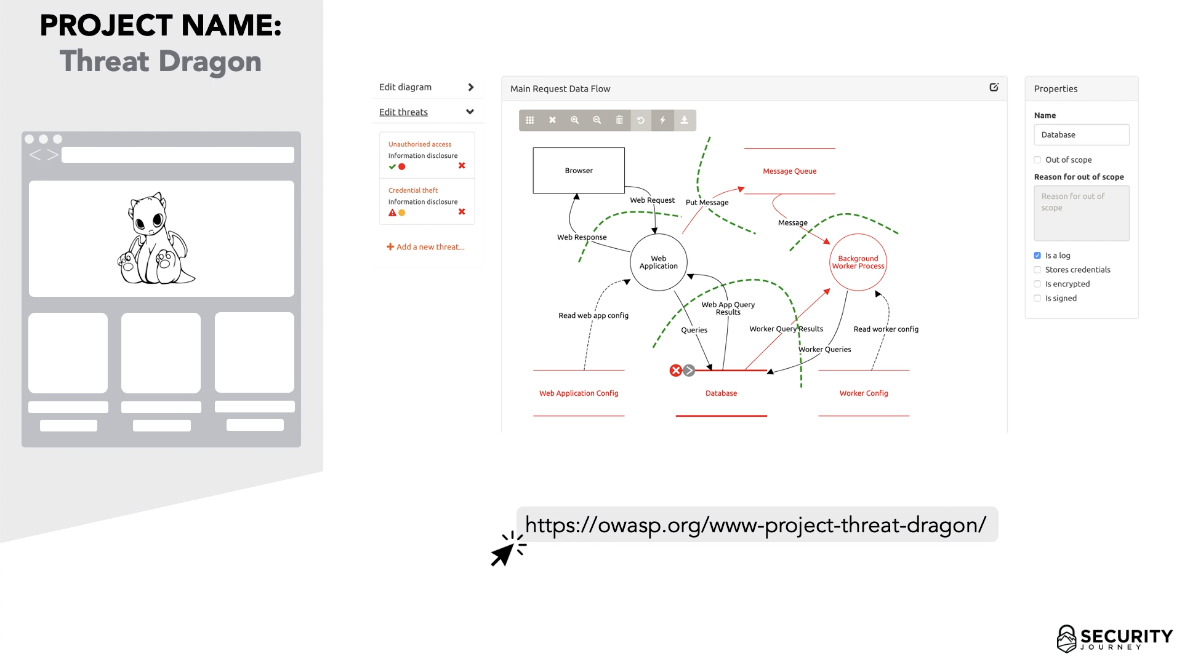 PROJECT NAME:
Threat Dragon
Edit diagram
Edit threats
Unauthorised access
Information disclosure
Credential theft
Information disclosure
Add a new threat...
Main Request Data Flow
Browser
Message Queue
Web Request
Put Message
Message
Web Response
Web
Application
Background
Worker Process
Web App Query
Results
Read web app config
Queries
Worker Query Results
Read worker config
Worker Queries
Web Application Config
Database
Worker Config
Properties
Name
Database
Out of scope
Reason for out of scope
Reason for out of
scope
Is a log
Stores credentials
Is encrypted
Is signed
https://owasp.org/www-project-threat-dragon/
SECURITY
JOURNEY